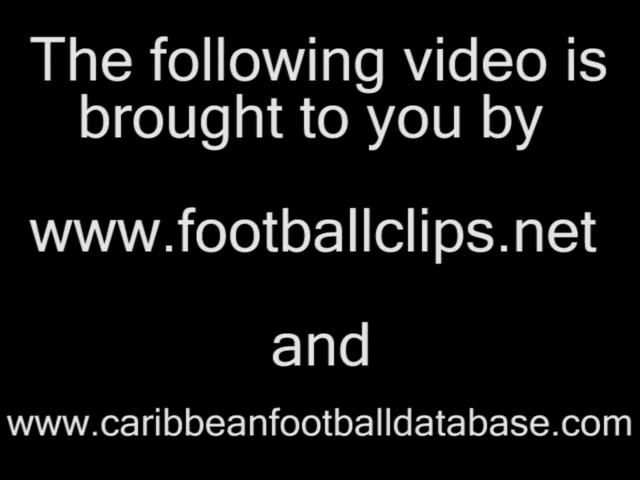 The following video is
brought to you by
www.footballclips.net
and
www.caribbeanfootballdatabase.com